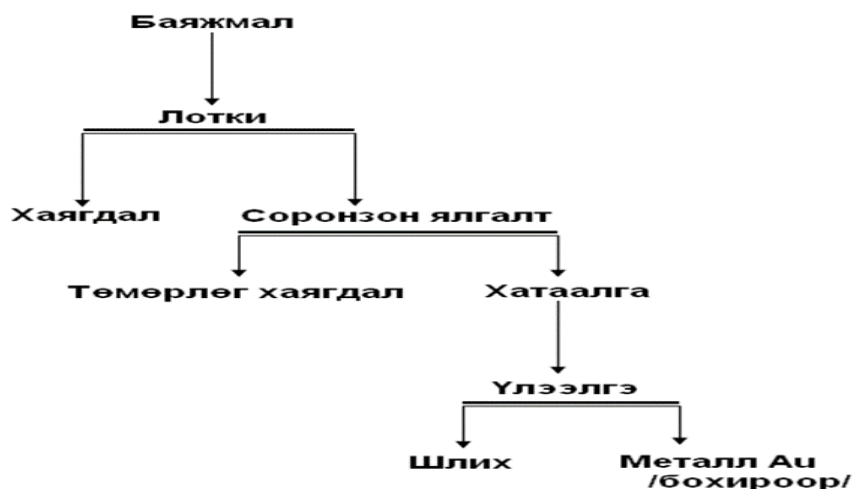 Баяжмал
Лотки
Хаягдал
Соронзон ялгалт
Төмөрлөг хаягдал
Хатаалга
Үлээлгэ
Шлих
Металл Au
/бохироор/